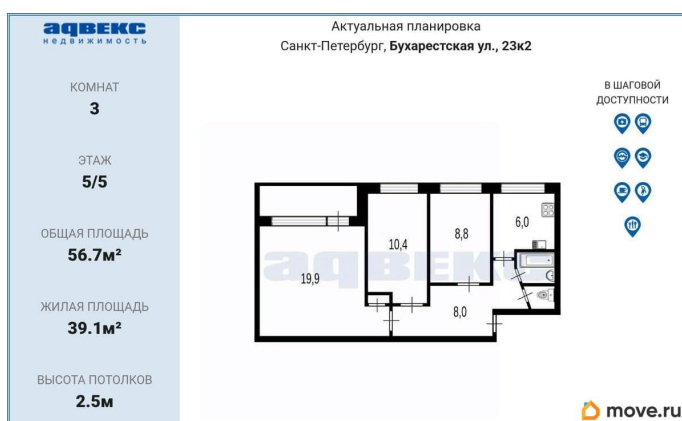 адвекс
НЕДВИЖИМОСТЬ
Актуальная планировка
Санкт-Петербург, Бухарестская ул., 23к2
КОМНАТ
3
ЭТАЖ
5/5
ОБЩАЯ ПЛОЩАДЬ
56.7м²
ЖИЛАЯ ПЛОЩАДЬ
39.1м²
ВЫСОТА ПОТОЛКОВ
2.5м
В ШАГОВОЙ
ДОСТУПНОСТИ
19,9
10,4
8,8
6,0
8,0
адвекс
move.ru